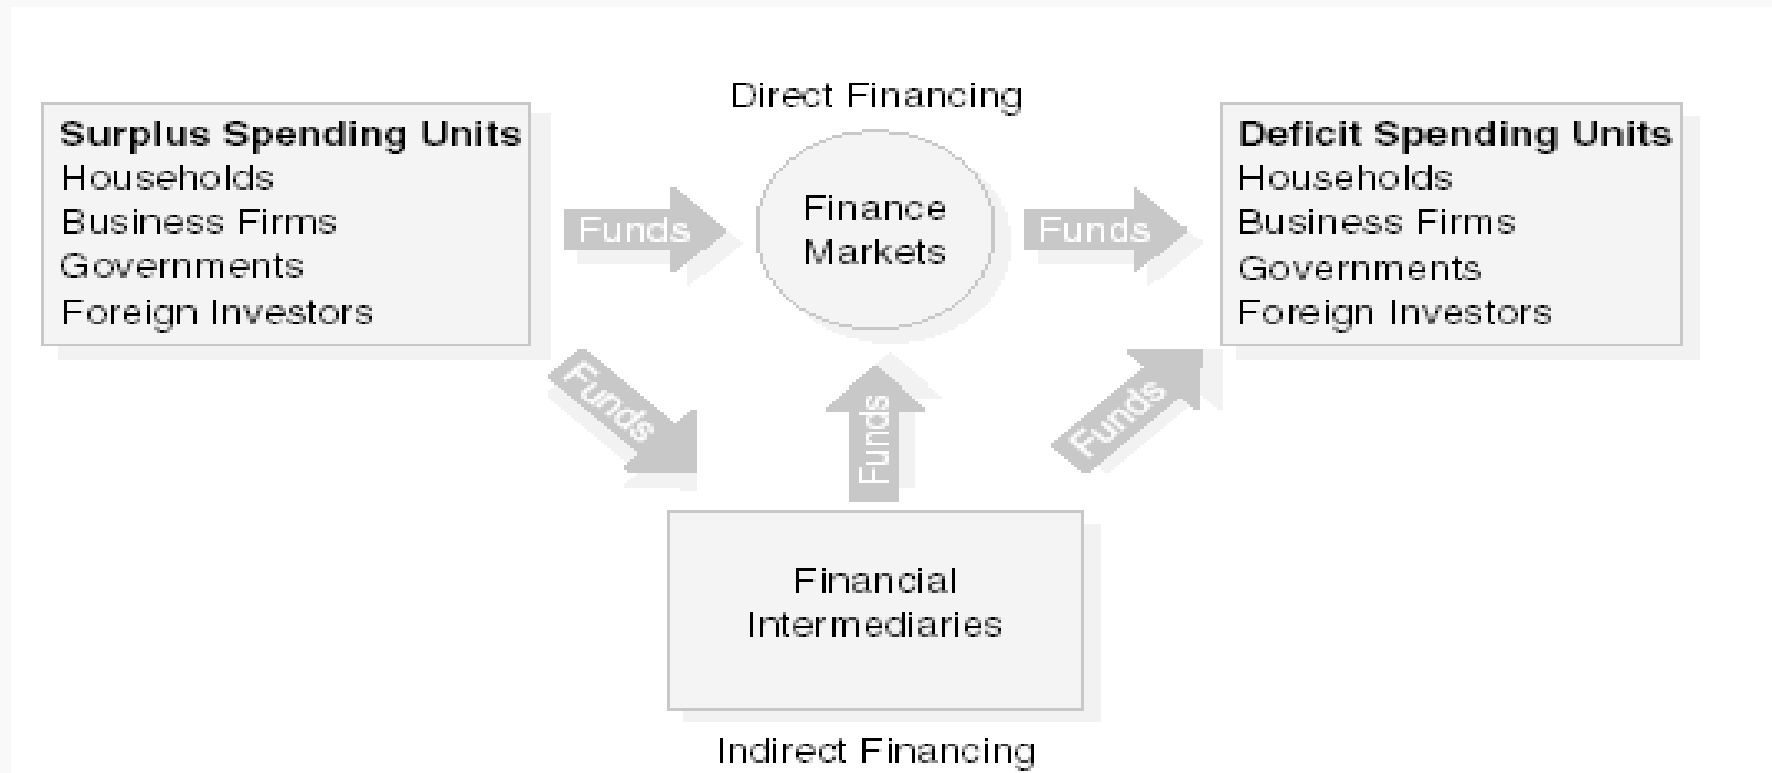 Direct Financing
Surplus Spending Units
Households
Business Firms
Governments
Foreign Investors
Funds
Finance
Markets
Funds
Deficit Spending Units
Households
Business Firms
Governments
Foreign Investors
Funds
Funds
Funds
Financial
Intermediaries
Indirect Financing